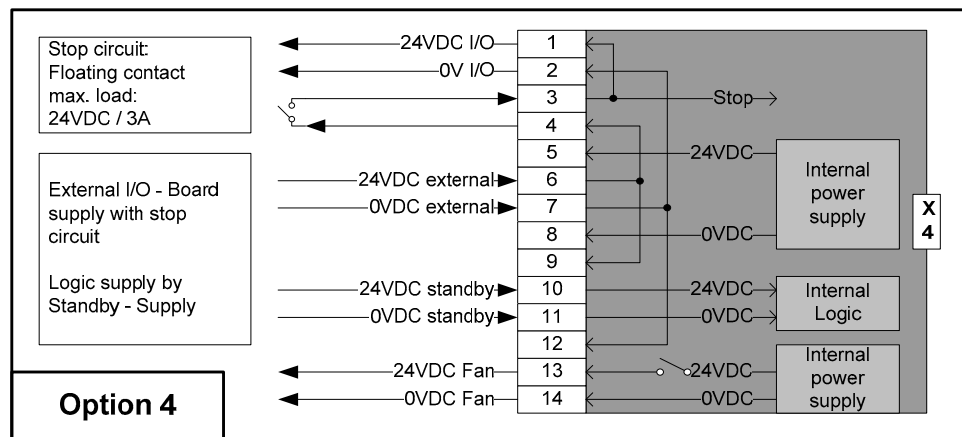 Stop circuit:
Floating contact
max. load:
24VDC / 3A
External I/O - Board
supply with stop
circuit
Logic supply by
Standby - Supply
Option 4
24VDC I/O
0V I/O
24VDC external
0VDC external
24VDC standby
0VDC standby
24VDC Fan
0VDC Fan
1
2
3
4
5
6
7
8
9
10
11
12
13
14
Stop
24VDC
0VDC
24VDC
0VDC
24VDC
0VDC
Internal
power
supply
Internal
Logic
Internal
power
supply
X
4